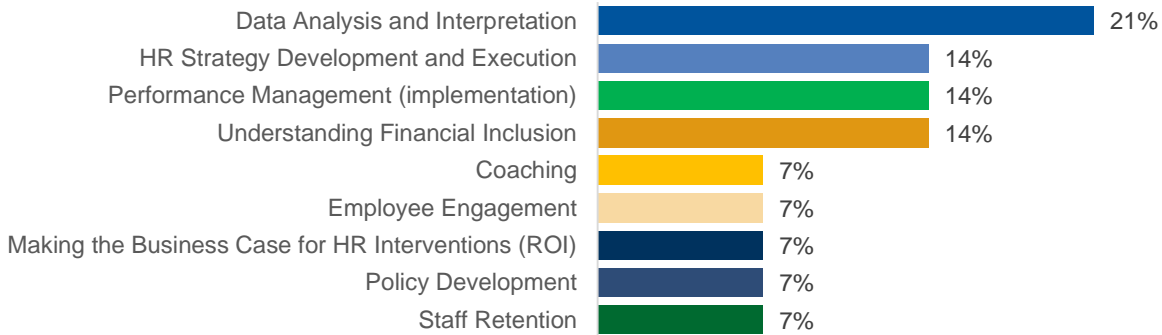 Data Analysis and Interpretation 21%
HR Strategy Development and Execution 14%
Performance Management (implementation) 14%
Understanding Financial Inclusion 14%
Coaching 7%
Employee Engagement 7%
Making the Business Case for HR Interventions (ROI) 7%
Policy Development 7%
Staff Retention 7%